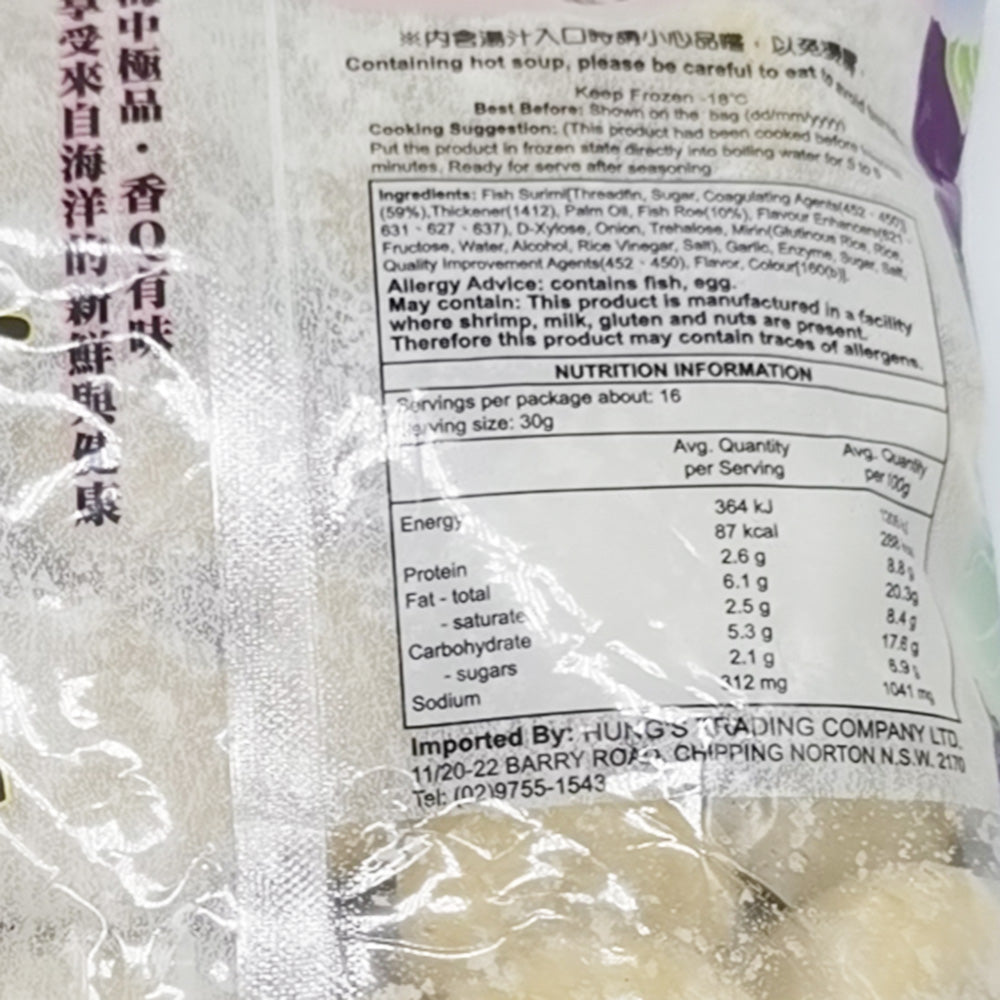 中極品・香Q有味
享受來自海洋的新鮮與健康
※內含湯汁入口時請小心品嚐，以免燙
Containing hot soup, please be careful to eat to avoid
Keep Frozen -18°C
Best Before: Shown on the bag (dd/mm/yyyy)
Cooking Suggestion: (This product had been cooked before
Put the product in frozen state directly into boiling water for 5 to
minutes. Ready for serve after seasoning
Ingredients: Fish Surimi[Threadfin, Sugar, Coagulating Agents(452、450)]
(59%),Thickener(1412), Palm Oil, Fish Roe(10%), Flavour Enhancers(621、
631、627、637), D-Xylose, Onion, Trehalose, Mirin(Glutinous Rice, Rice,
Fructose, Water, Alcohol, Rice Vinegar, Salt), Garlic, Enzyme, Sugar, Salt,
Quality Improvement Agents(452、450), Flavor, Colour[160(b)].
Allergy Advice: contains fish, egg.
May contain: This product is manufactured in a facility
where shrimp, milk, gluten and nuts are present.
Therefore this product may contain traces of allergens.
NUTRITION INFORMATION
Servings per package about: 16
Serving size: 30g
Avg. Quantity per Serving Avg. Quantity per 100g
Energy 364 kJ
87 kcal 288 kcal
Protein 2.6 g 8.8 g
Fat - total 6.1 g 20.3g
- saturate 2.5 g 8.4 g
Carbohydrate 5.3 g 17.6 g
- sugars 2.1 g 6.9 g
Sodium 312 mg 1041 mg
Imported By: HUNG'S TRADING COMPANY LTD.
11/20-22 BARRY ROAD, CHIPPING NORTON N.S.W. 2170
Tel: (02)9755-1543